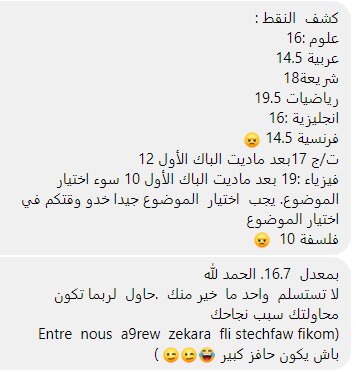 كشف النقط :
علوم :16
عربية 14.5
شريعة18
رياضيات 19.5
انجليزية :16
فرنسية 14.5 😠
ت/ج 17بعد ماديت الباك الأول 12
فيزياء :19 بعد ماديت الباك الأول 10 سوء اختيار
الموضوع. يجب اختيار الموضوع جيدا خدو وقتكم في
اختيار الموضوع
فلسفة 10 😠
بمعدل 16.7. الحمد لله
لا تستسلم واحد ما خير منك .حاول لربما تكون
محاولتك سبب نجاحك
(Entre nous a9rew zekara fli stechfaw fikom
باش يكون حافز كبير 😂😉😉 )